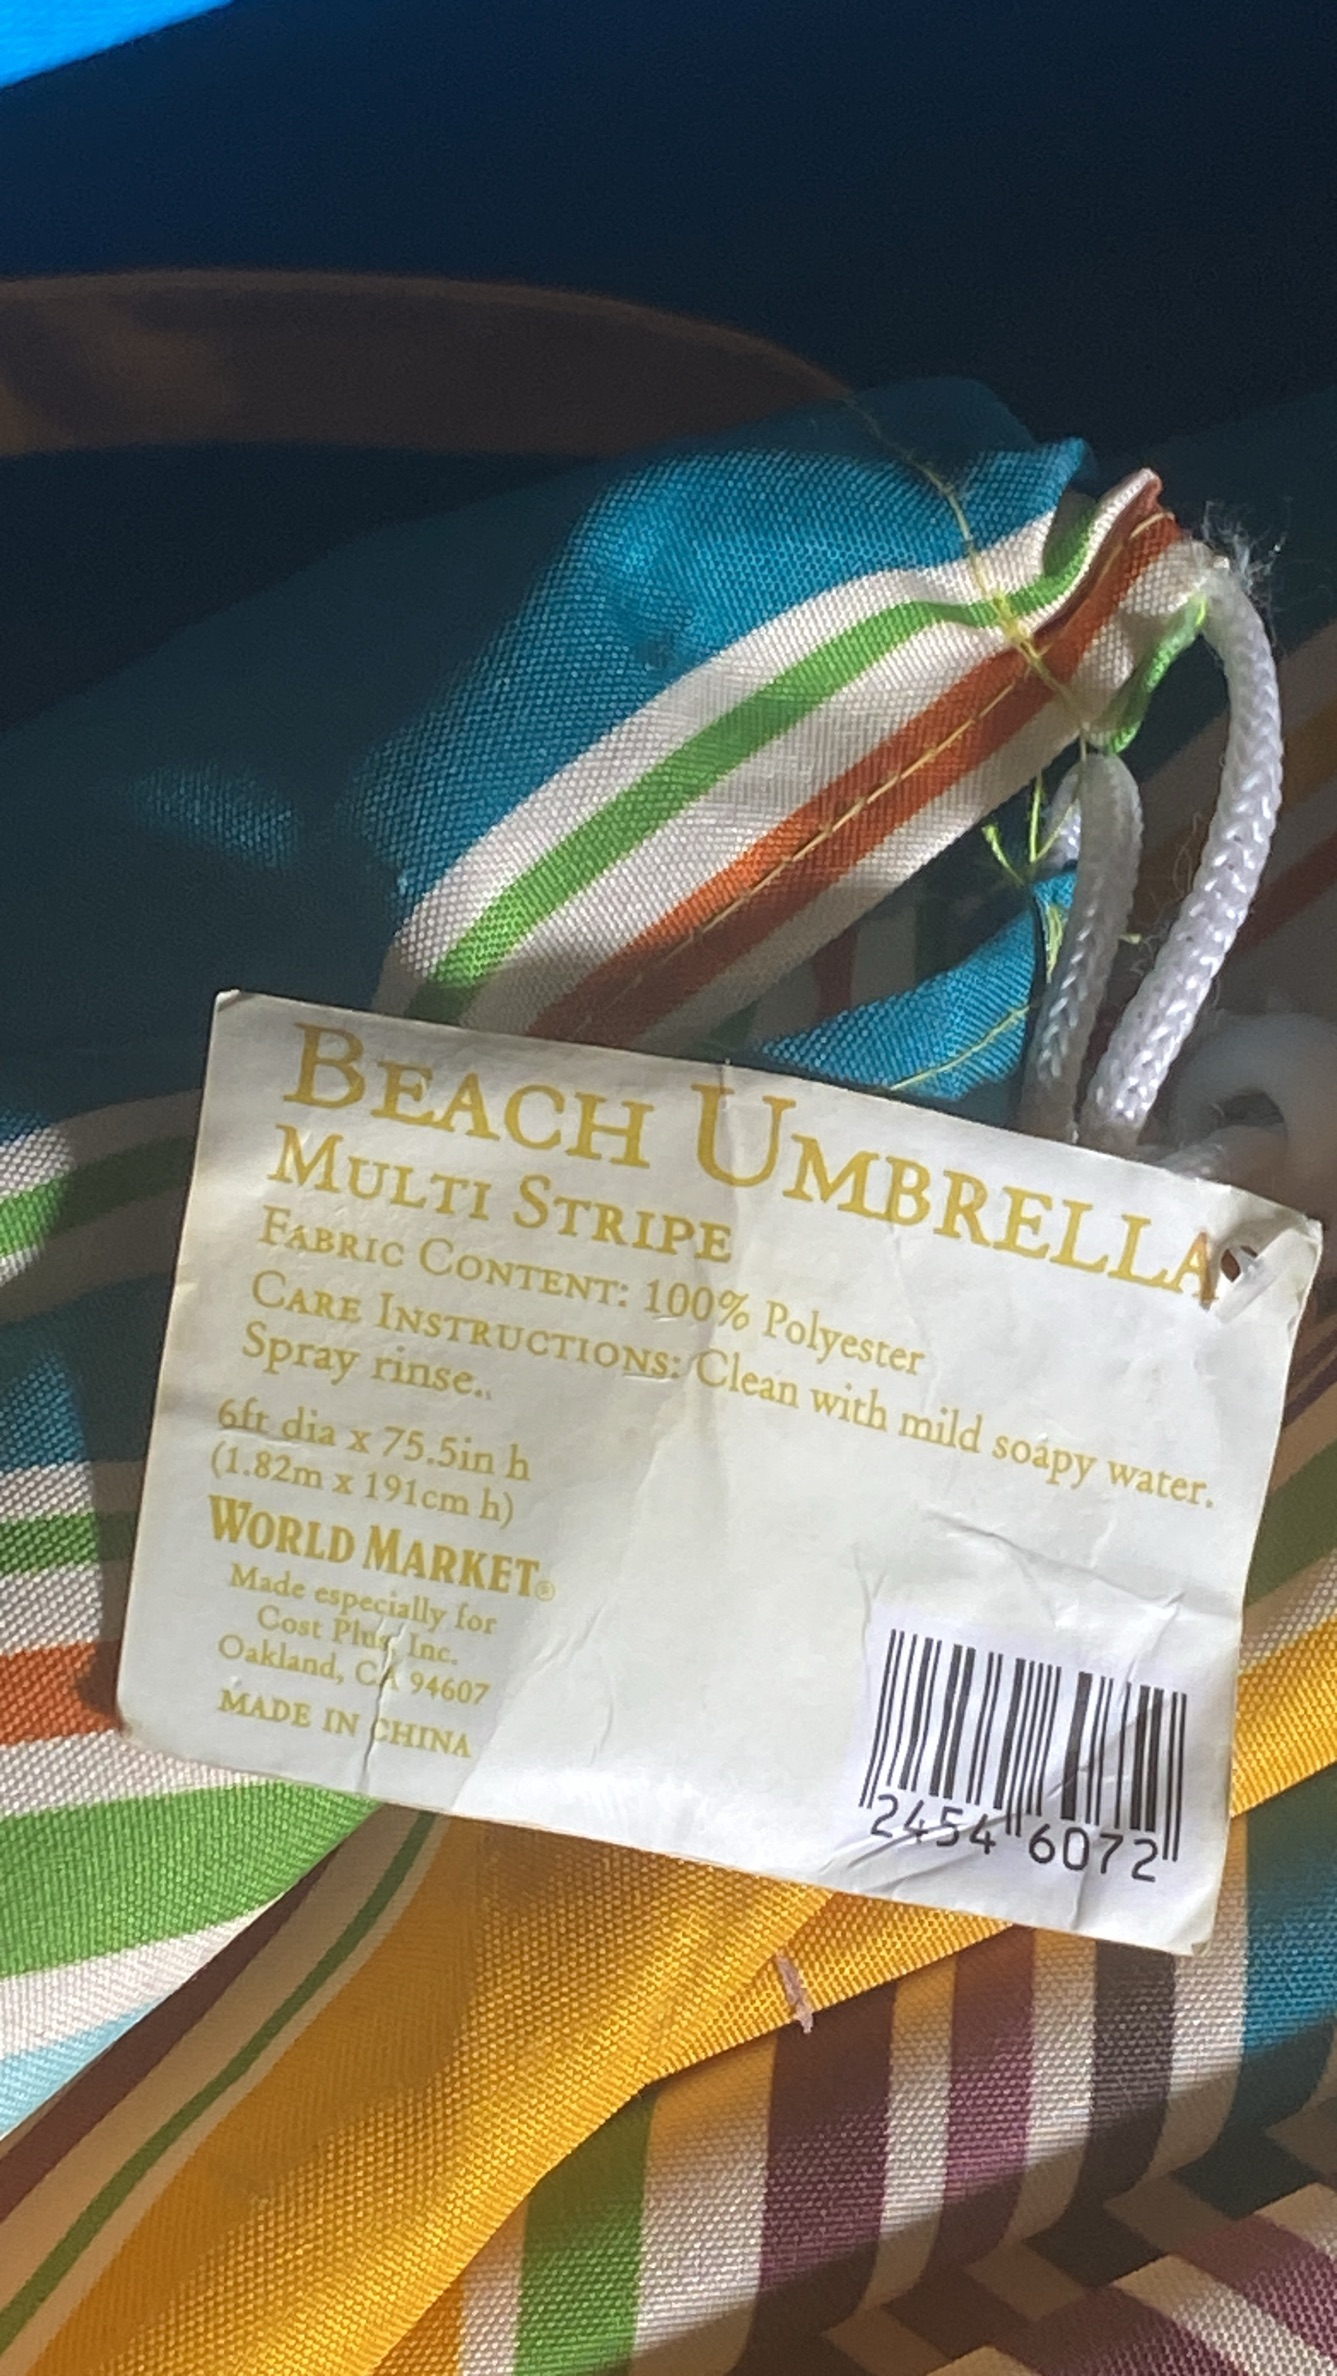 BEACH UMBRELLA
MULTI STRIPE
FABRIC CONTENT: 100% Polyester
CARE INSTRUCTIONS: Clean with mild soapy water.
Spray rinse..
6ft dia x 75.5in h
(1.82m x 191cm h)
WORLD MARKET®
Made especially for
Cost Plus, Inc.
Oakland, CA 94607
MADE IN CHINA
2454 6072